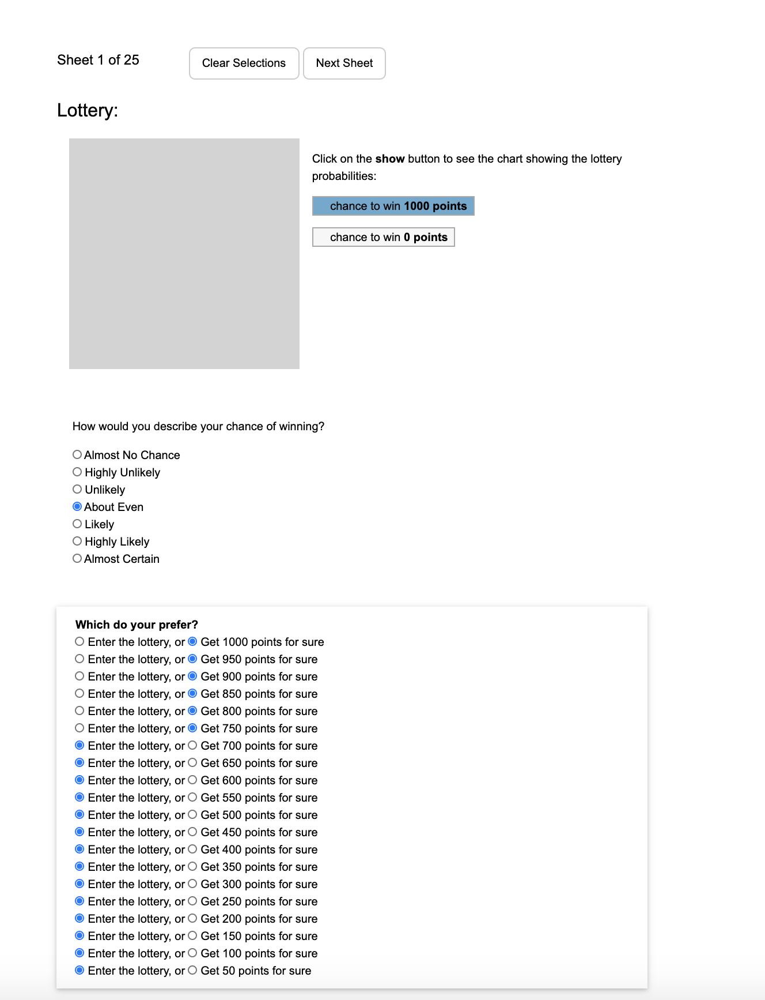 Sheet 1 of 25
Clear Selections
Next Sheet
Lottery:
Click on the show button to see the chart showing the lottery
probabilities:
chance to win 1000 points
chance to win 0 points
How would you describe your chance of winning?
Almost No Chance
Highly Unlikely
Unlikely
About Even
Likely
Highly Likely
Almost Certain
Which do your prefer?
Enter the lottery, or Get 1000 points for sure
Enter the lottery, or Get 950 points for sure
Enter the lottery, or Get 900 points for sure
Enter the lottery, or Get 850 points for sure
Enter the lottery, or Get 800 points for sure
Enter the lottery, or Get 750 points for sure
Enter the lottery, or Get 700 points for sure
Enter the lottery, or Get 650 points for sure
Enter the lottery, or Get 600 points for sure
Enter the lottery, or Get 550 points for sure
Enter the lottery, or Get 500 points for sure
Enter the lottery, or Get 450 points for sure
Enter the lottery, or Get 400 points for sure
Enter the lottery, or Get 350 points for sure
Enter the lottery, or Get 300 points for sure
Enter the lottery, or Get 250 points for sure
Enter the lottery, or Get 200 points for sure
Enter the lottery, or Get 150 points for sure
Enter the lottery, or Get 100 points for sure
Enter the lottery, or Get 50 points for sure